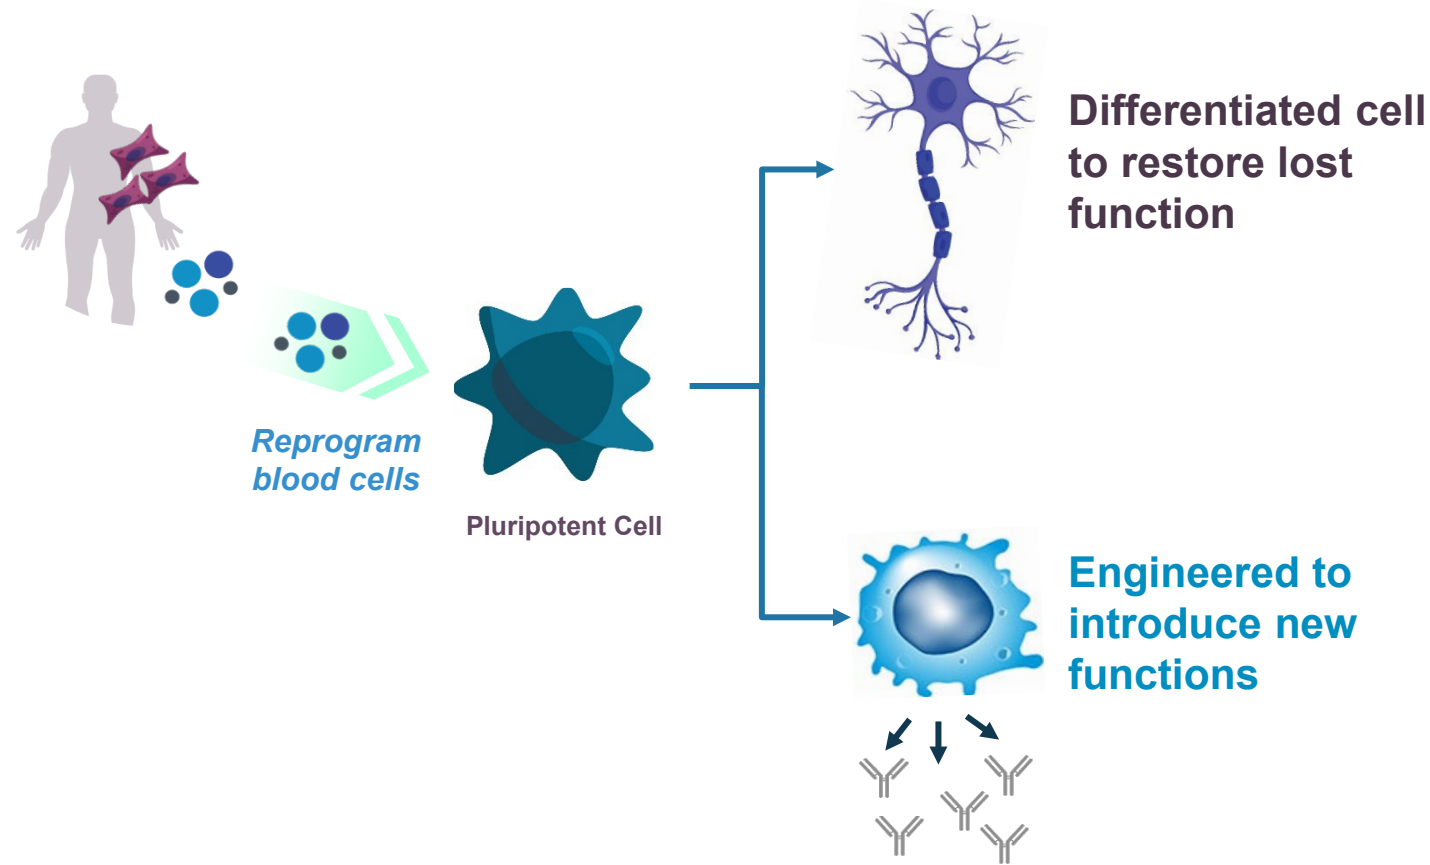 Differentiated cell
to restore lost
function
Reprogram
blood cells
Pluripotent Cell
Engineered to
introduce new
functions